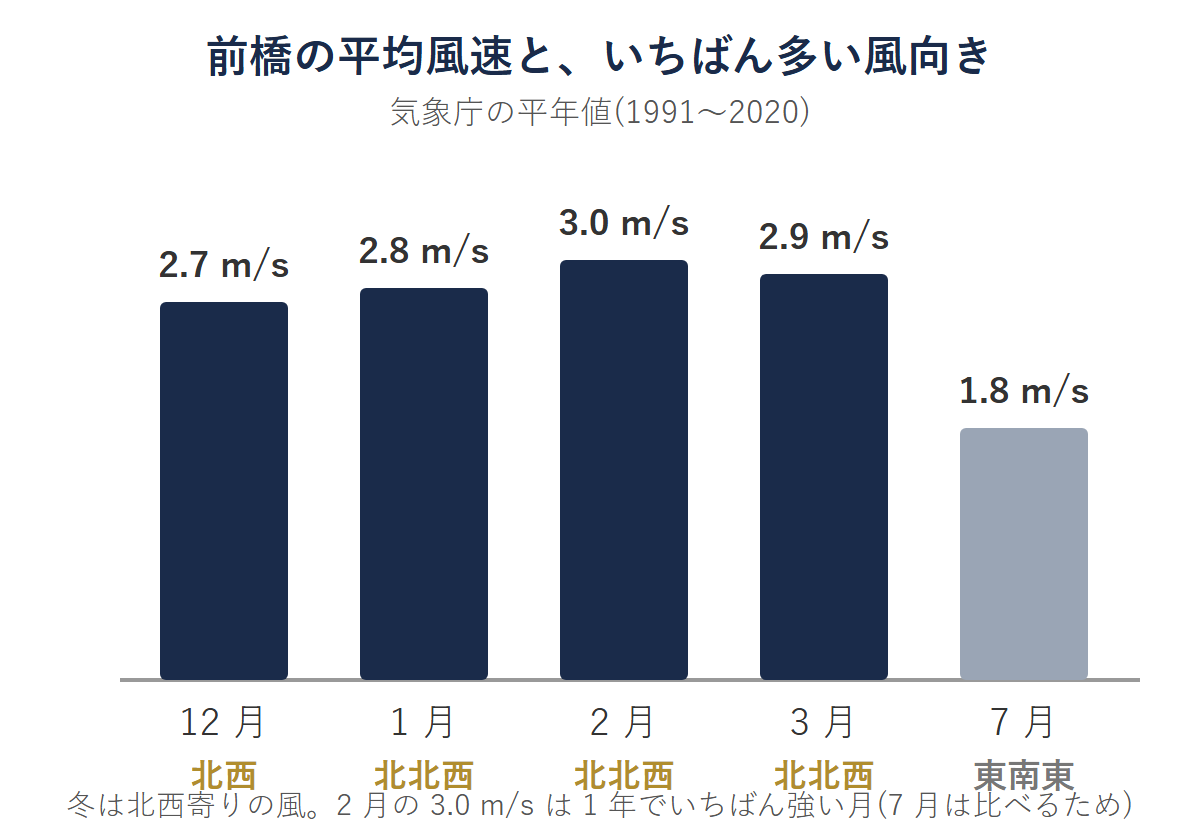 前橋の平均風速と、いちばん多い風向き
気象庁の平年値(1991～2020)
2.7 m/s
2.8 m/s
3.0 m/s
2.9 m/s
1.8 m/s
12 月
1 月
2 月
3 月
7 月
北西
北北西
北北西
北北西
東南東
冬は北西寄りの風。2 月の 3.0 m/s は 1 年でいちばん強い月(7 月は比べるため)